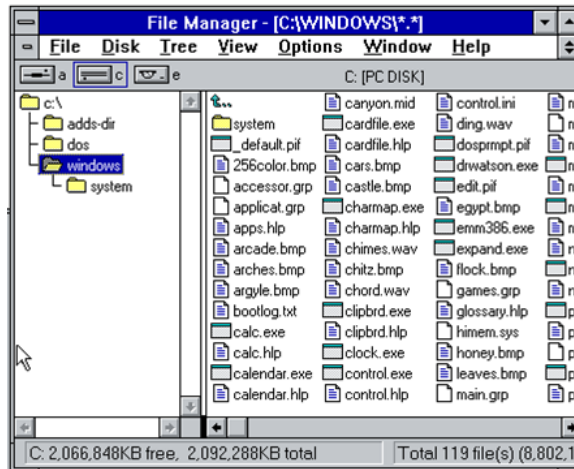 File Manager - [C:\WINDOWS\*.*]
File Disk Tree View Options Window Help
a c e C: [PC DISK]
c:\
adds-dir
dos
windows
system
system
_default.pif
256color.bmp
accessor.grp
applicat.grp
apps.hlp
arcade.bmp
arches.bmp
argyle.bmp
bootlog.txt
calc.exe
calc.hlp
calendar.exe
calendar.hlp
canyon.mid
cardfile.exe
cardfile.hlp
cars.bmp
castle.bmp
charmap.exe
charmap.hlp
chimes.wav
chitz.bmp
chord.wav
clipbrd.exe
clipbrd.hlp
clock.exe
control.exe
control.hlp
control.ini
ding.wav
dosprmpt.pif
drwatson.exe
edit.pif
egypt.bmp
emm386.exe
expand.exe
flock.bmp
games.grp
glossary.hlp
himem.sys
honey.bmp
leaves.bmp
main.grp
C: 2,066,848KB free, 2,092,288KB total
Total 119 file(s) (8,802,1